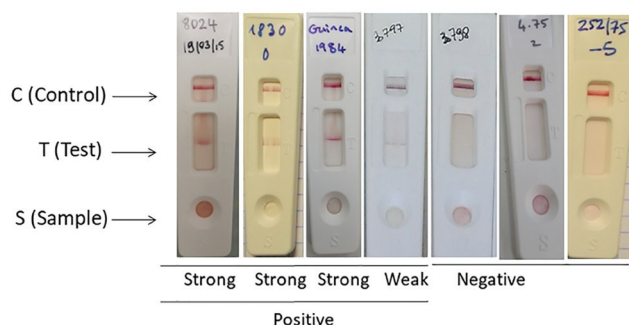 8024
19/03/15
1830
0
Guinea
1984
3797
3798
4.75
2
252/75
-S
C (Control)
T (Test)
S (Sample)
C
C
C
T
T
S
S
S
S
Strong
Strong
Strong
Weak
Negative
Positive